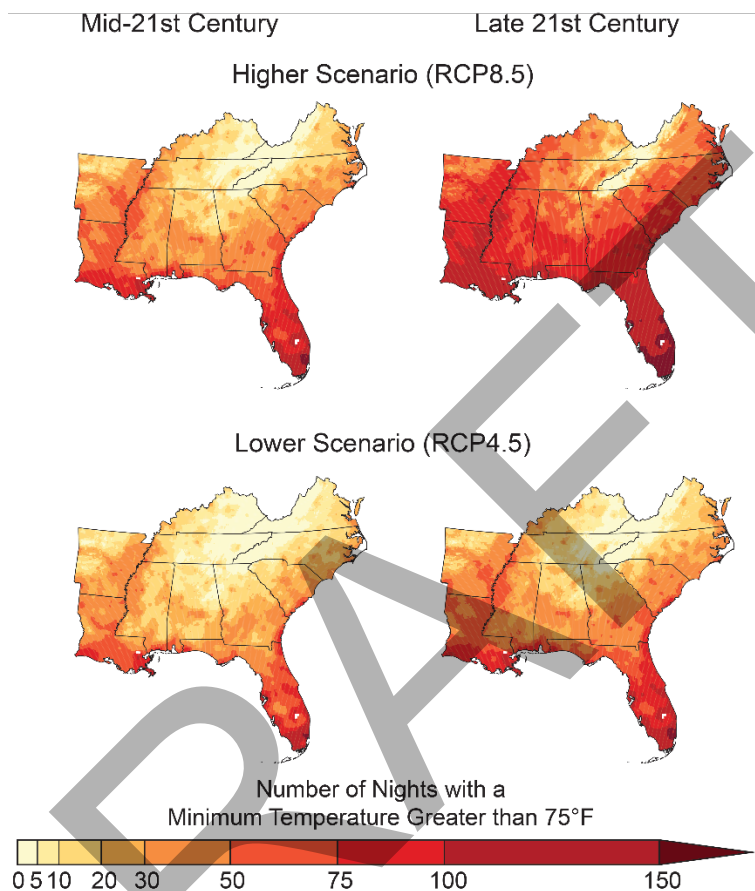 Mid-21st Century Late 21st Century
Higher Scenario (RCP8.5)
Lower Scenario (RCP4.5)
Number of Nights with a
Minimum Temperature Greater than 75°F
0 5 10 20 30 50 75 100 150
DRAFT